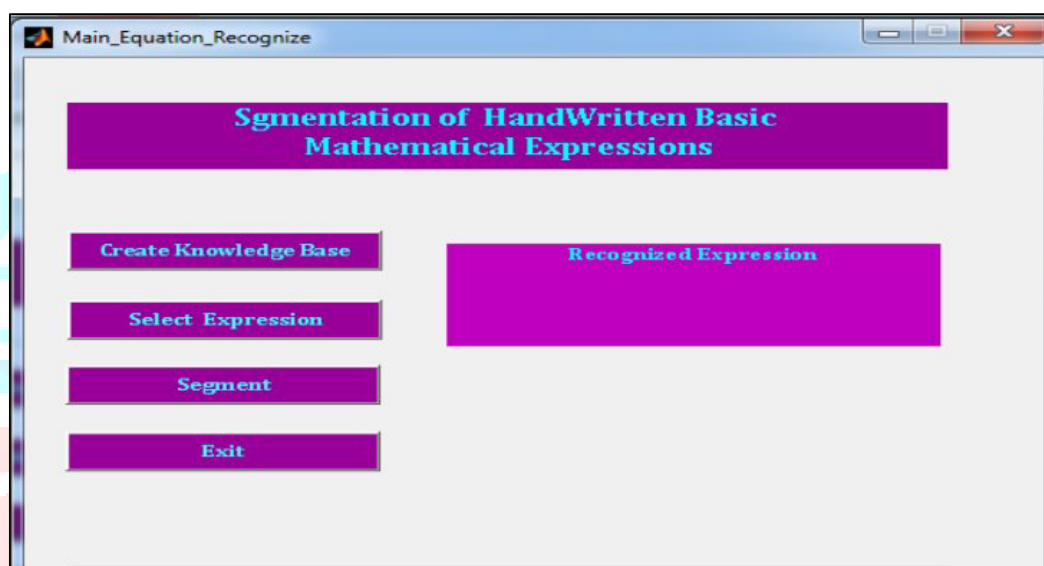 Main_Equation_Recognize
Sgmentation of HandWritten Basic
Mathematical Expressions
Create Knowledge Base
Recognized Expression
Select Expression
Segment
Exit